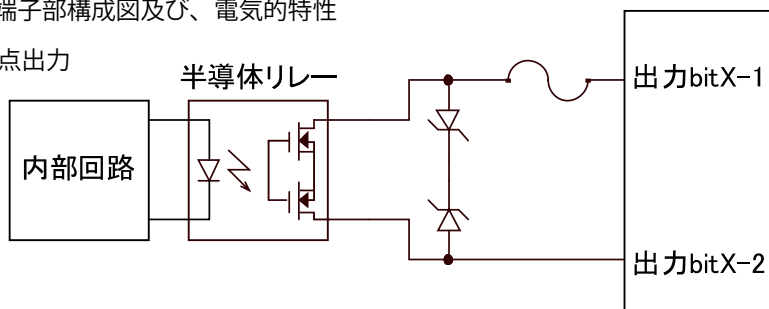 端子部構成図及び、電気的特性
点出力
半導体リレー
内部回路
出力bitX-1
出力bitX-2